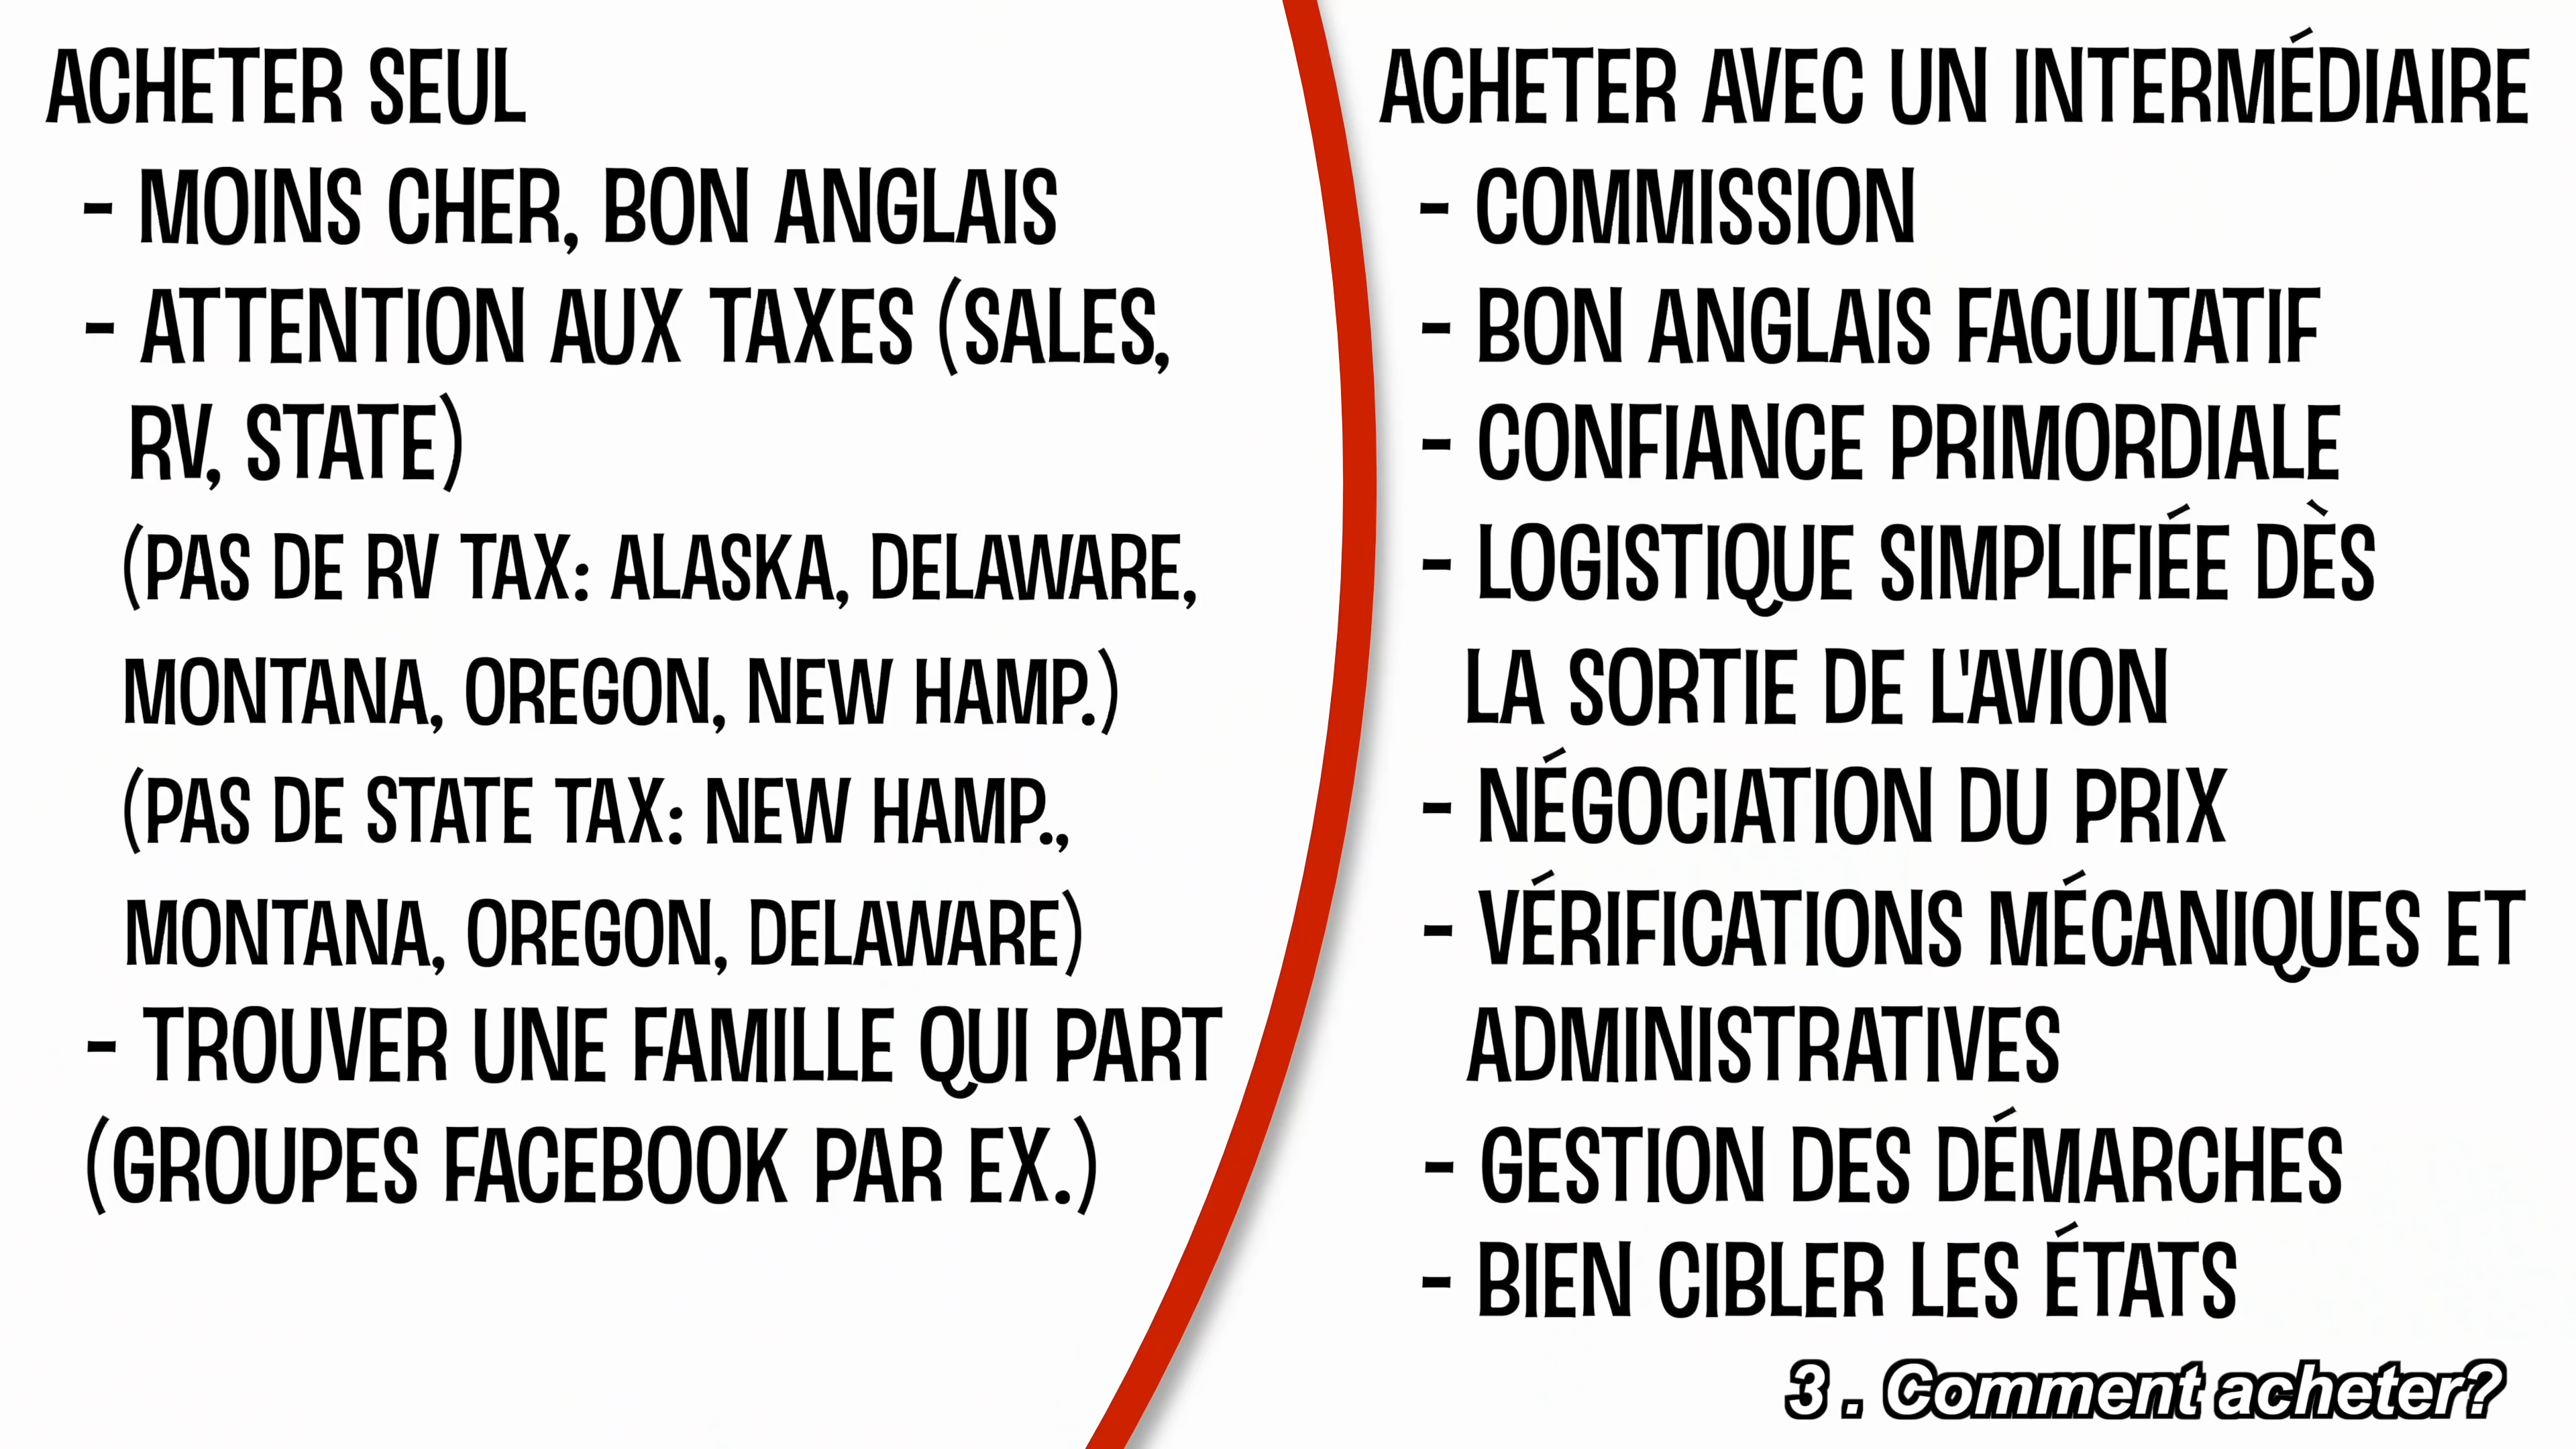 ACHETER SEUL
- MOINS CHER, BON ANGLAIS
- ATTENTION AUX TAXES (SALES,
RV, STATE)
(PAS DE RV TAX: ALASKA, DELAWARE,
MONTANA, OREGON, NEW HAMP.)
(PAS DE STATE TAX: NEW HAMP.,
MONTANA, OREGON, DELAWARE)
- TROUVER UNE FAMILLE QUI PART
(GROUPES FACEBOOK PAR EX.)
ACHETER AVEC UN INTERMÉDIAIRE
- COMMISSION
- BON ANGLAIS FACULTATIF
- CONFIANCE PRIMORDIALE
- LOGISTIQUE SIMPLIFIÉE DÈS
LA SORTIE DE L'AVION
- NÉGOCIATION DU PRIX
- VÉRIFICATIONS MÉCANIQUES ET
ADMINISTRATIVES
- GESTION DES DÉMARCHES
- BIEN CIBLER LES ÉTATS
3 . Comment acheter?